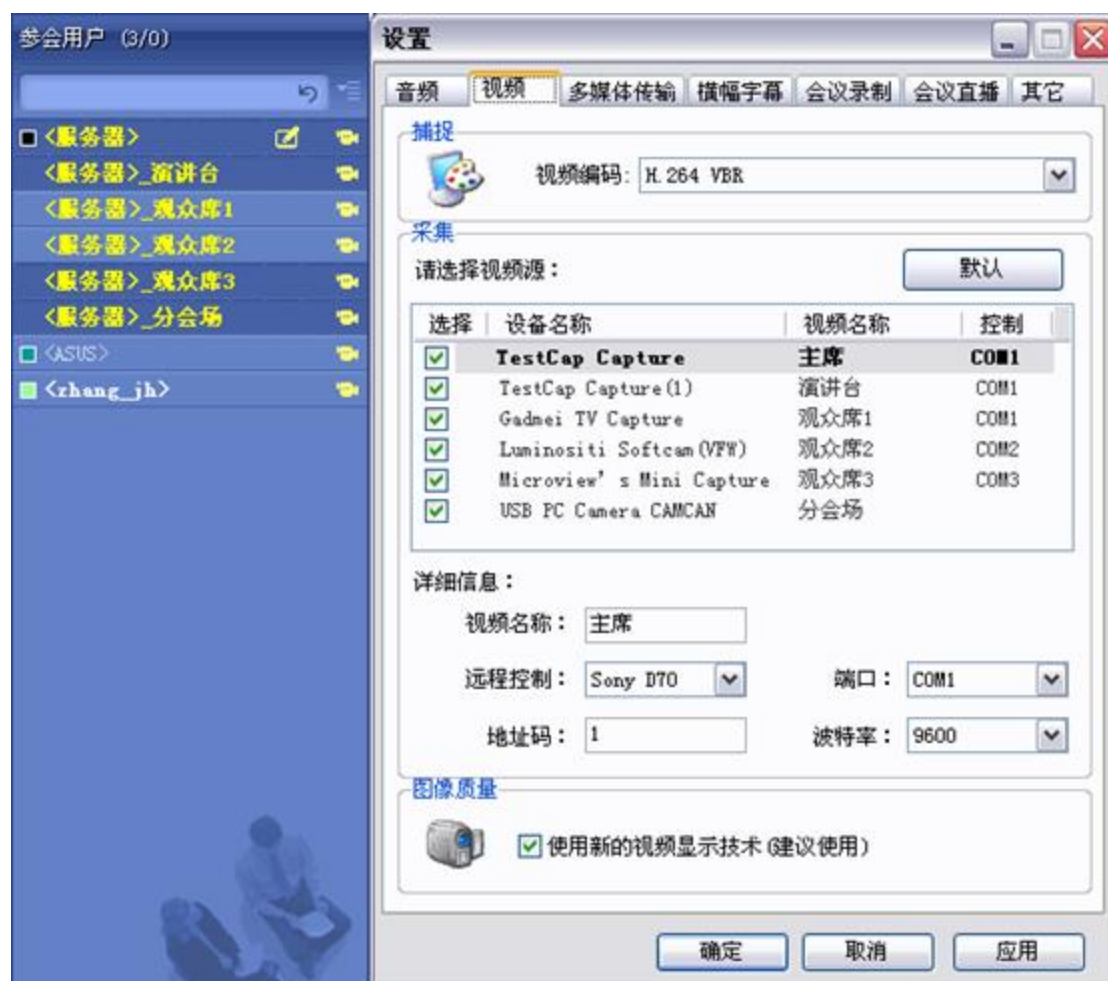 参会用户 (3/0)
<服务器>
<服务器>_演讲台
<服务器>_观众席1
<服务器>_观众席2
<服务器>_观众席3
<服务器>_分会场
<ASUS>
<zhang_jh>
设置
音频 视频 多媒体传输 横幅字幕 会议录制 会议直播 其它
捕捉
视频编码: H.264 VBR
采集
请选择视频源： 默认
选择 设备名称 视频名称 控制
TestCap Capture 主席 COM1
TestCap Capture(1) 演讲台 COM1
Gadmei TV Capture 观众席1 COM1
Luminositi Softcam(VFW) 观众席2 COM2
Microview's Mini Capture 观众席3 COM3
USB PC Camera CAMCAN 分会场
详细信息：
视频名称： 主席
远程控制： Sony D70 端口： COM1
地址码： 1 波特率： 9600
图像质量
使用新的视频显示技术(建议使用)
确定 取消 应用